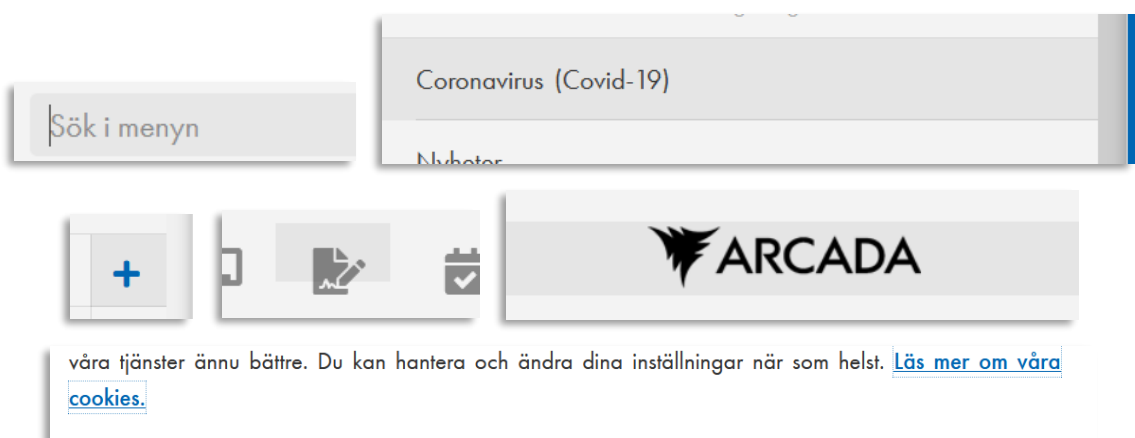 Coronavirus (Covid-19)
Sök i menyn
Nyheter
ARCADA
våra tjänster ännu bättre. Du kan hantera och ändra dina inställningar när som helst. Läs mer om våra
cookies.